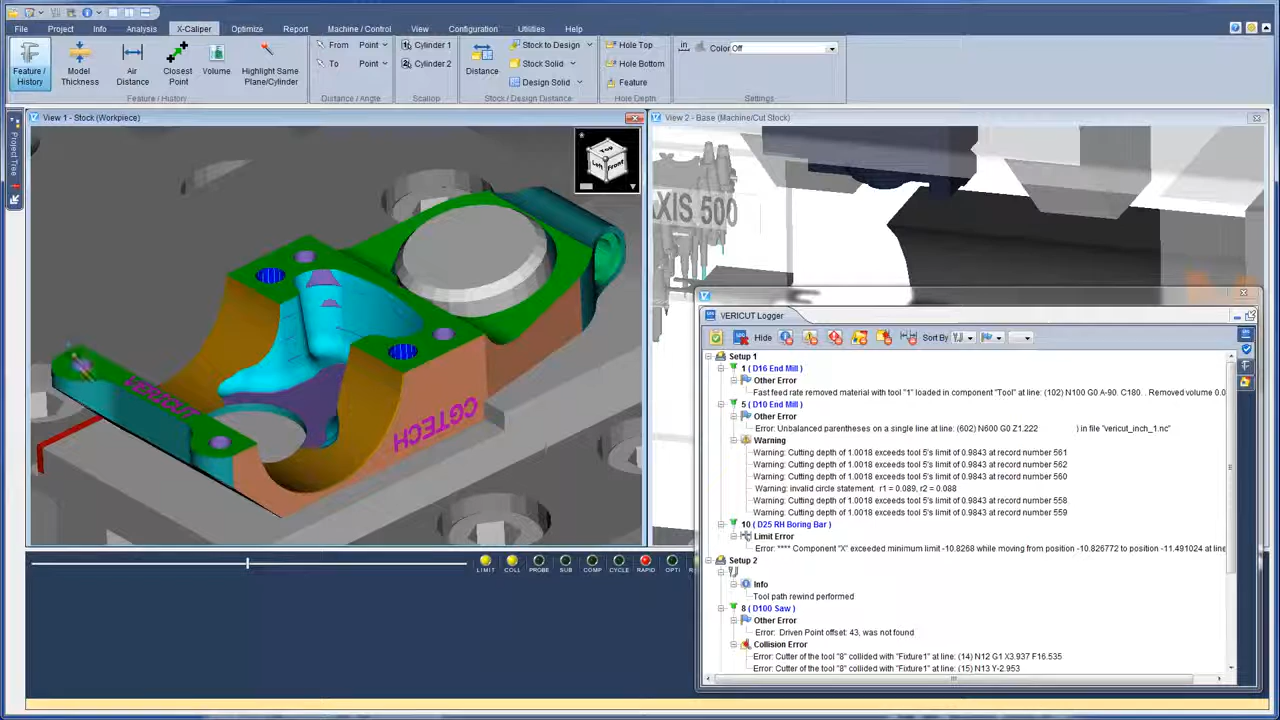 File Project Info Analysis X-Caliper Optimize Report Machine / Control View Configuration Utilities Help
Feature / History
Model Thickness
Air Distance
Closest Point
Volume
Highlight Same Plane/Cylinder
From Point
To Point
Cylinder 1
Cylinder 2
Distance
Stock to Design
Stock Solid
Design Solid
Hole Top
Hole Bottom
Feature
in Color Off
Feature / History Distance / Angle Scallop Stock / Design Distance Hole Depth Settings
Project Tree
View 1 - Stock (Workpiece)
Top
Left Front
CGTECH
View 2 - Base (Machine/Cut Stock)
AXIS 500
LIMIT COLL PROBE SUB COMP CYCLE RAPID OPTI
VERICUT Logger
Hide Sort By
Setup 1
1 ( D16 End Mill )
Other Error
Fast feed rate removed material with tool "1" loaded in component "Tool" at line: (102) N100 G0 A-90. C180. . Removed volume 0.0
5 ( D10 End Mill )
Other Error
Error: Unbalanced parentheses on a single line at line: (602) N600 G0 Z1.222 ) in file "vericut_inch_1.nc"
Warning
Warning: Cutting depth of 1.0018 exceeds tool 5's limit of 0.9843 at record number 561
Warning: Cutting depth of 1.0018 exceeds tool 5's limit of 0.9843 at record number 562
Warning: Cutting depth of 1.0018 exceeds tool 5's limit of 0.9843 at record number 560
Warning: invalid circle statement. r1 = 0.089, r2 = 0.088
Warning: Cutting depth of 1.0018 exceeds tool 5's limit of 0.9843 at record number 558
Warning: Cutting depth of 1.0018 exceeds tool 5's limit of 0.9843 at record number 559
10 ( D25 RH Boring Bar )
Limit Error
Error: **** Component "X" exceeded minimum limit -10.8268 while moving from position -10.826772 to position -11.491024 at line
Setup 2
Info
Tool path rewind performed
8 ( D100 Saw )
Other Error
Error: Driven Point offset: 43, was not found
Collision Error
Error: Cutter of the tool "8" collided with "Fixture1" at line: (14) N12 G1 X3.937 F16.535
Error: Cutter of the tool "8" collided with "Fixture1" at line: (15) N13 Y-2.953